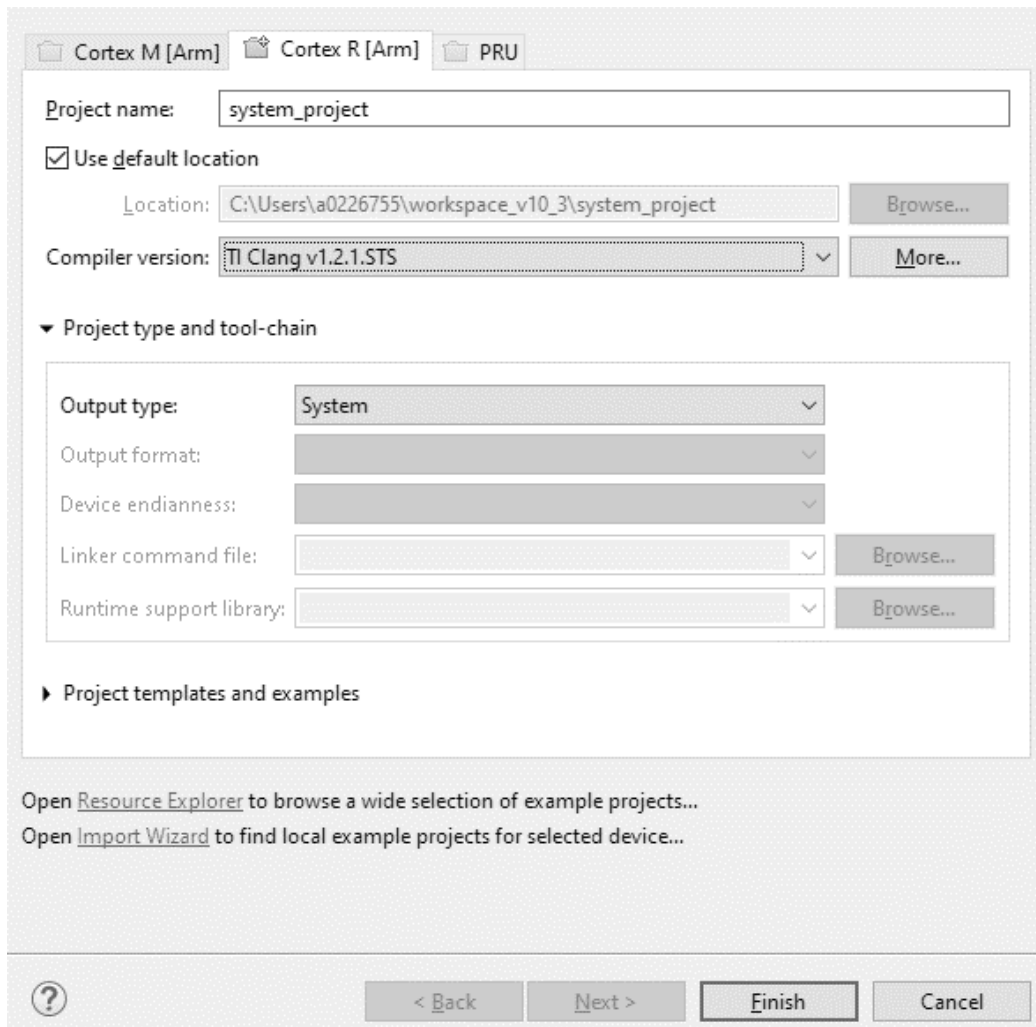 Cortex M [Arm] Cortex R [Arm] PRU
Project name: system_project
Use default location
Location: C:\Users\a0226755\workspace_v10_3\system_project Browse...
Compiler version: TI Clang v1.2.1.STS More...
Project type and tool-chain
Output type: System
Output format:
Device endianness:
Linker command file: Browse...
Runtime support library: Browse...
Project templates and examples
Open Resource Explorer to browse a wide selection of example projects...
Open Import Wizard to find local example projects for selected device...
? < Back Next > Finish Cancel